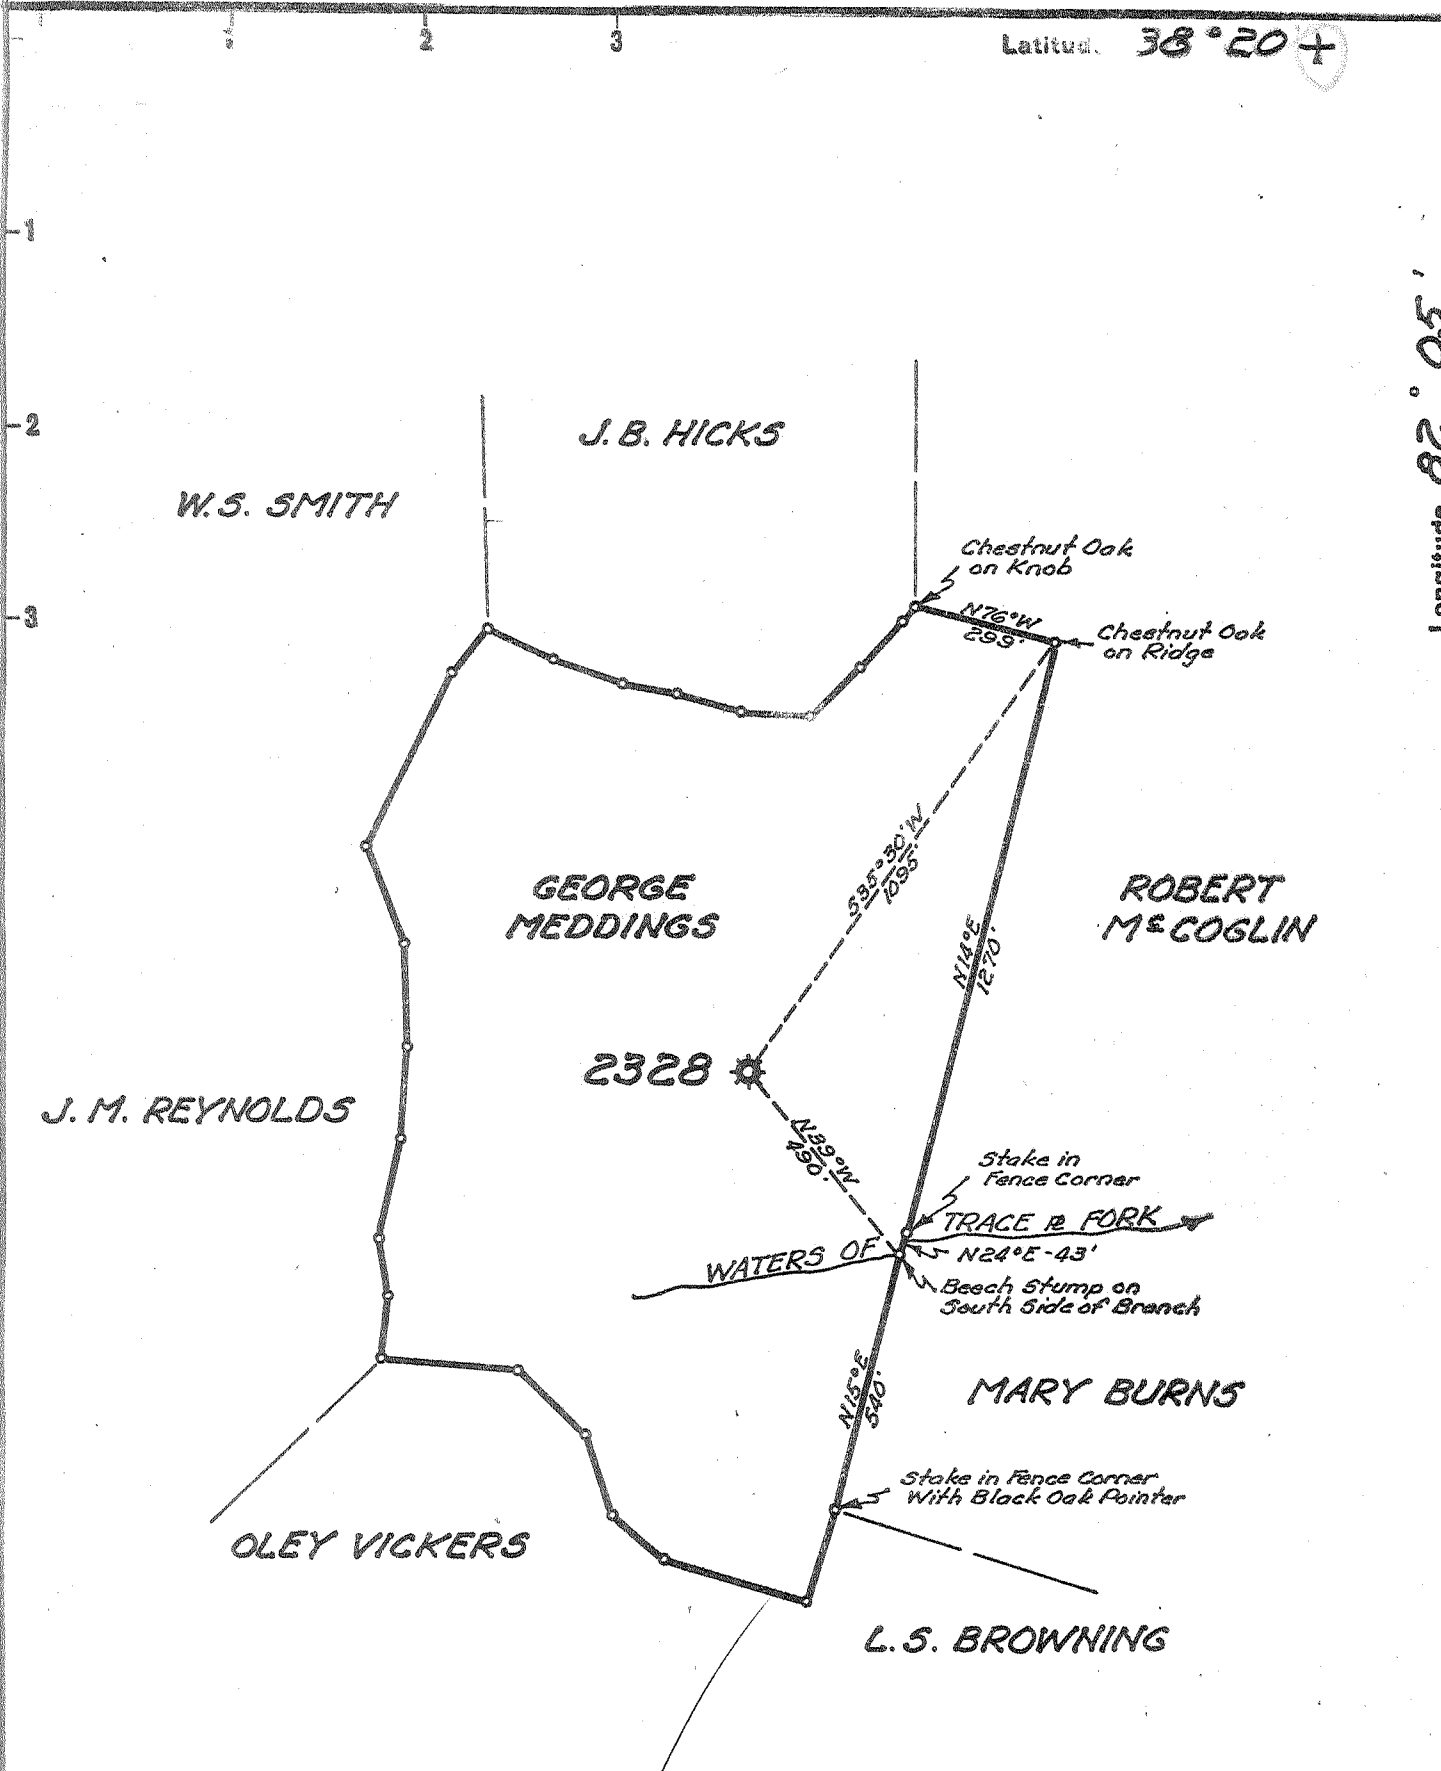 1 2 3
Latitud. 38°20 +
-1
-2
-3
82°05'
Longitude
J.B. HICKS
W.S. SMITH
Chestnut Oak
on Knob
N76°W
299'
Chestnut Oak
on Ridge
S35°30'W
1095'
GEORGE
MEDDINGS
ROBERT
McCOGLIN
N14°E
1270'
2328
J.M. REYNOLDS
N39°W
490'
Stake in
Fence Corner
WATERS OF TRACE FORK
N24°E-43'
Beech Stump on
South Side of Branch
N15°E
540'
MARY BURNS
Stake in Fence Corner
With Black Oak Pointer
OLEY VICKERS
L.S. BROWNING